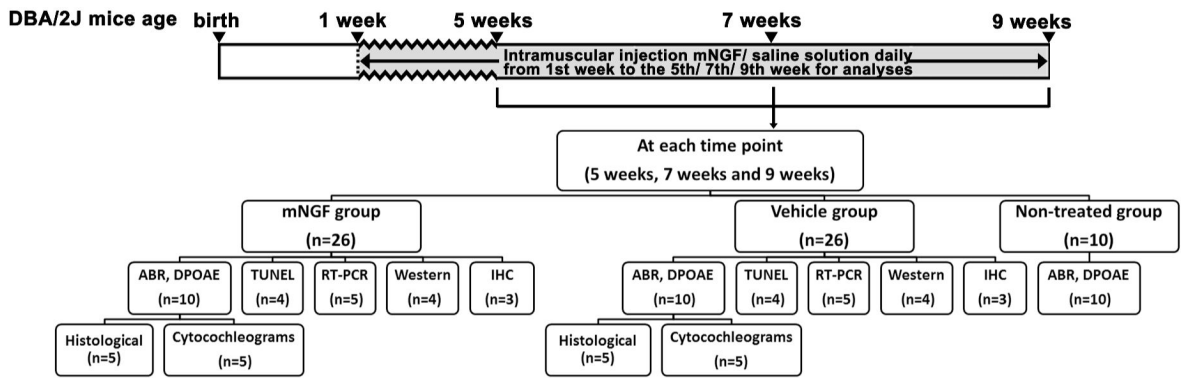 DBA/2J mice age birth 1 week 5 weeks 7 weeks 9 weeks
Intramuscular injection mNGF/ saline solution daily
from 1st week to the 5th/ 7th/ 9th week for analyses
At each time point
(5 weeks, 7 weeks and 9 weeks)
mNGF group
(n=26)
Vehicle group
(n=26)
Non-treated group
(n=10)
ABR, DPOAE
(n=10)
TUNEL
(n=4)
RT-PCR
(n=5)
Western
(n=4)
IHC
(n=3)
ABR, DPOAE
(n=10)
TUNEL
(n=4)
RT-PCR
(n=5)
Western
(n=4)
IHC
(n=3)
ABR, DPOAE
(n=10)
Histological
(n=5)
Cytocochleograms
(n=5)
Histological
(n=5)
Cytocochleograms
(n=5)